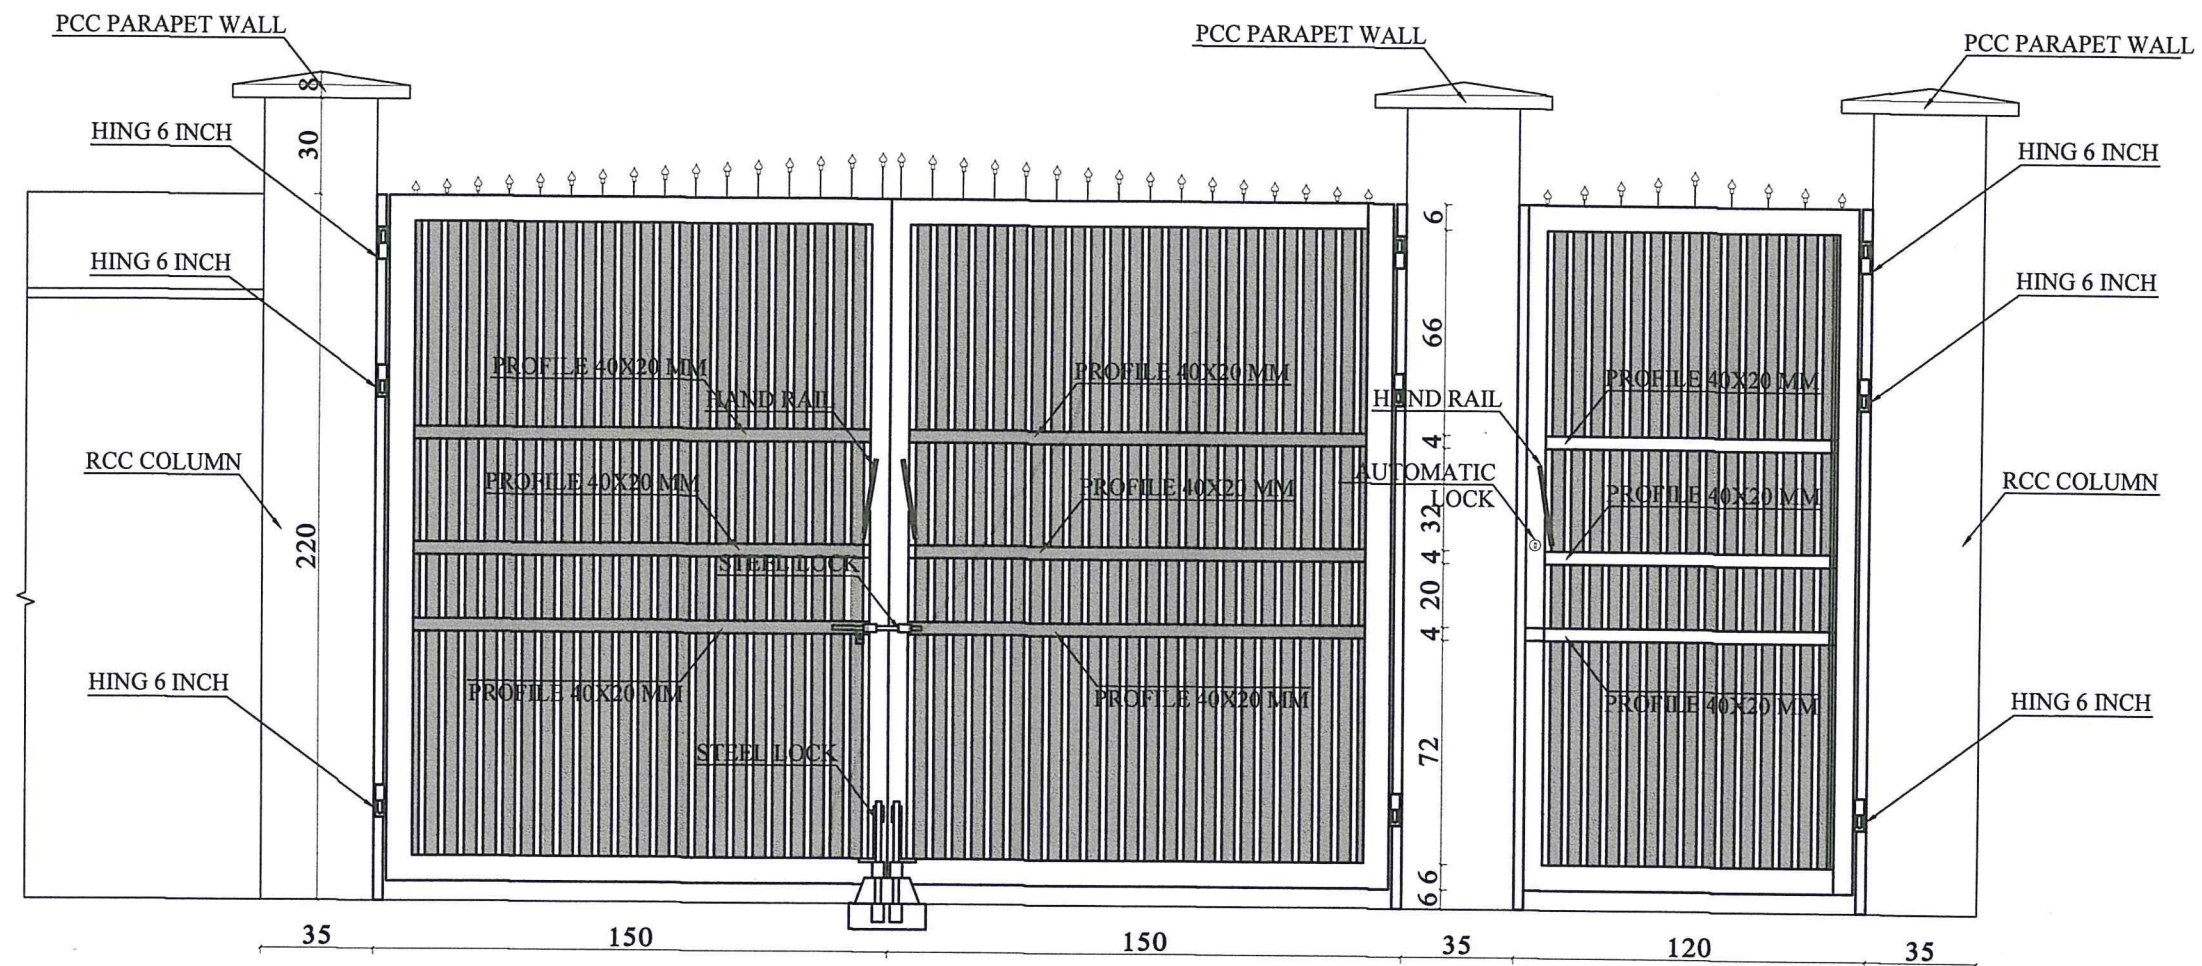 PCC PARAPET WALL
PCC PARAPET WALL
PCC PARAPET WALL
8
30
HING 6 INCH
HING 6 INCH
6
HING 6 INCH
HING 6 INCH
66
PROFILE 40X20 MM
PROFILE 40X20 MM
PROFILE 40X20 MM
HAND RAIL
HAND RAIL
4
RCC COLUMN
AUTOMATIC
LOCK
RCC COLUMN
PROFILE 40X20 MM
PROFILE 40X20 MM
PROFILE 40X20 MM
32
220
4
STEEL LOCK
20
4
HING 6 INCH
PROFILE 40X20 MM
PROFILE 40X20 MM
PROFILE 40X20 MM
HING 6 INCH
STEEL LOCK
72
6
6
35
150
150
35
120
35